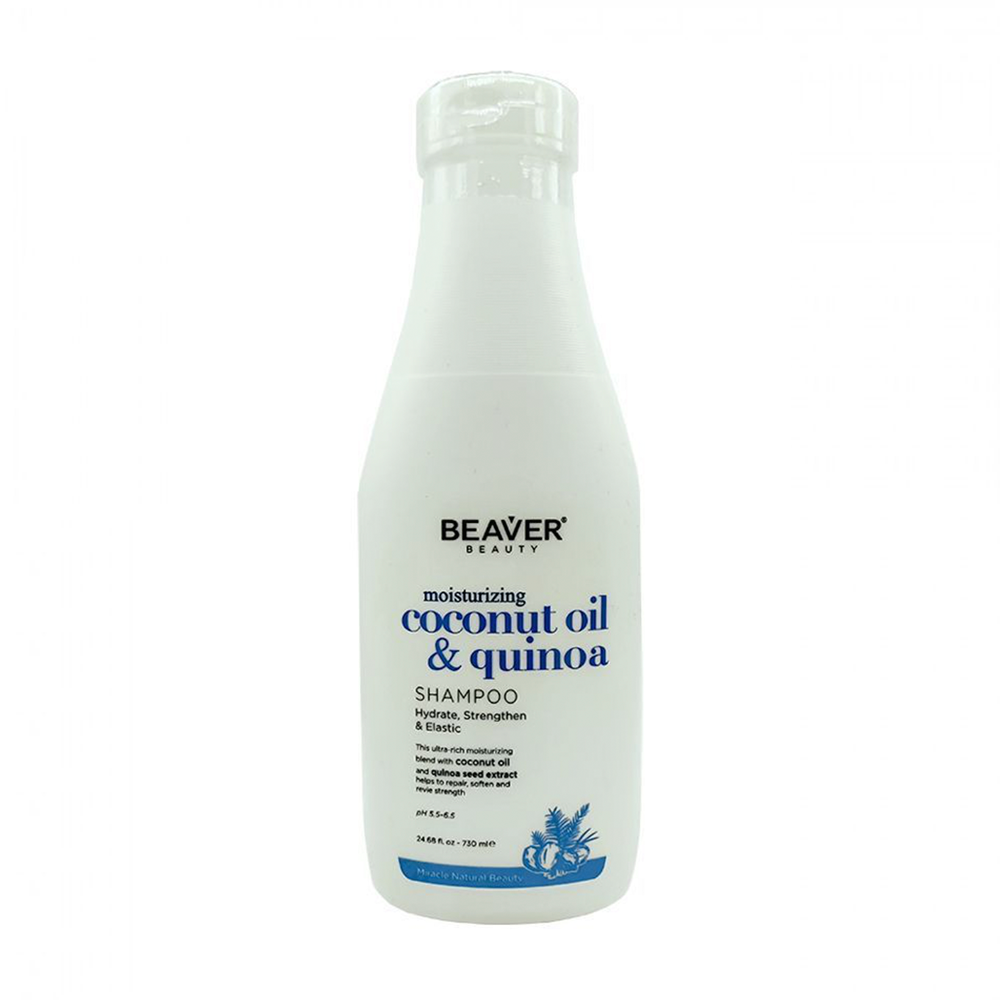 BEAVER®
BEAUTY
moisturizing
coconut oil
& quinoa
SHAMPOO
Hydrate, Strengthen
& Elastic
This ultra-rich moisturizing
blend with coconut oil
and quinoa seed extract
helps to repair, soften and
revie strength
pH 5.5-6.5
24.68 fl. oz - 730 ml ℮
Miracle Natural Beauty